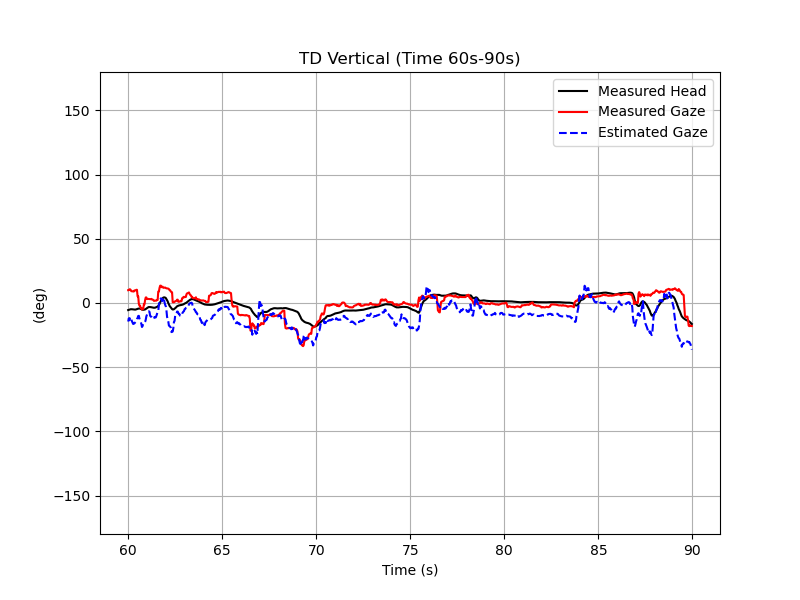 TD Vertical (Time 60s-90s)
Measured Head
Measured Gaze
Estimated Gaze
150
100
50
0
−50
−100
−150
(deg)
60 65 70 75 80 85 90
Time (s)